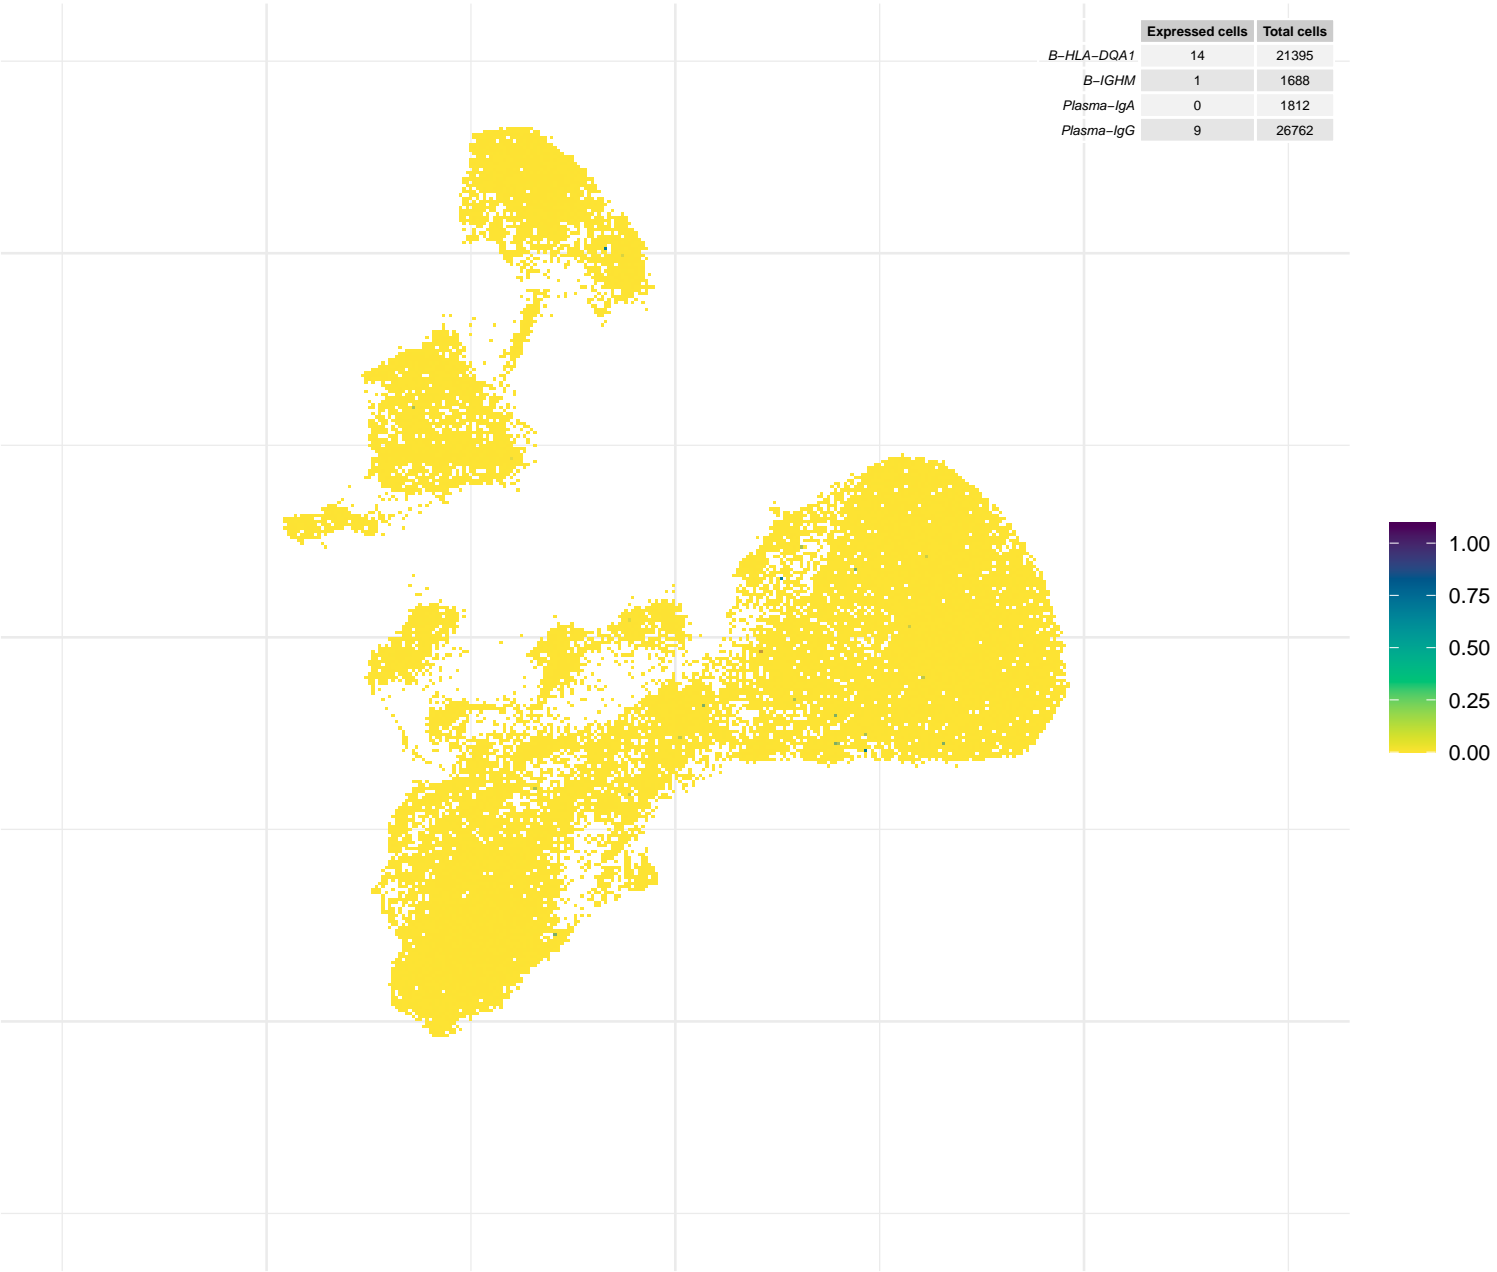 Expressed cells Total cells
B−HLA−DQA1 14 21395
B−IGHM 1 1688
Plasma−IgA 0 1812
Plasma−IgG 9 26762
1.00
0.75
0.50
0.25
0.00